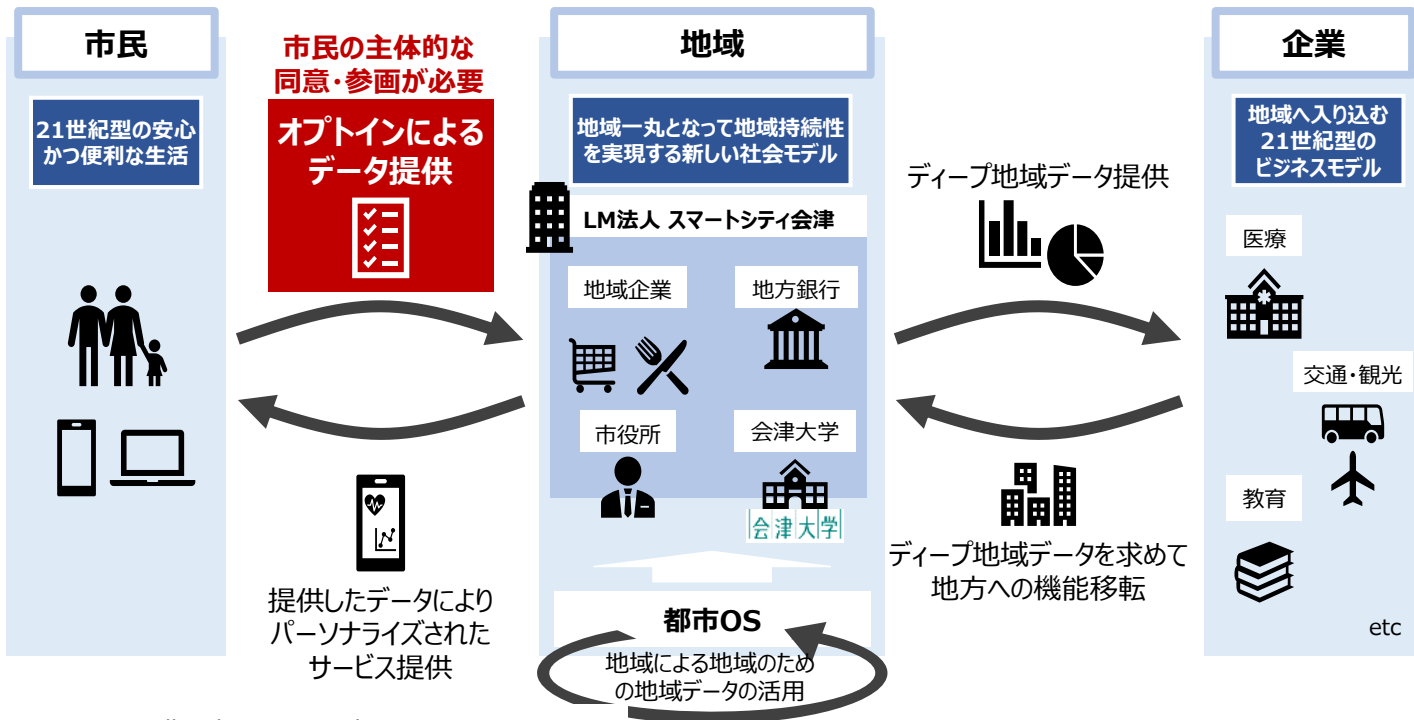 市民
21世紀型の安心
かつ便利な生活
市民の主体的な
同意・参画が必要
オプトインによる
データ提供
提供したデータにより
パーソナライズされた
サービス提供
地域
地域一丸となって地域持続性
を実現する新しい社会モデル
LM法人 スマートシティ会津
地域企業
地方銀行
市役所
会津大学
会津大学
都市OS
地域による地域のため
の地域データの活用
ディープ地域データ提供
ディープ地域データを求めて
地方への機能移転
企業
地域へ入り込む
21世紀型の
ビジネスモデル
医療
交通・観光
教育
etc